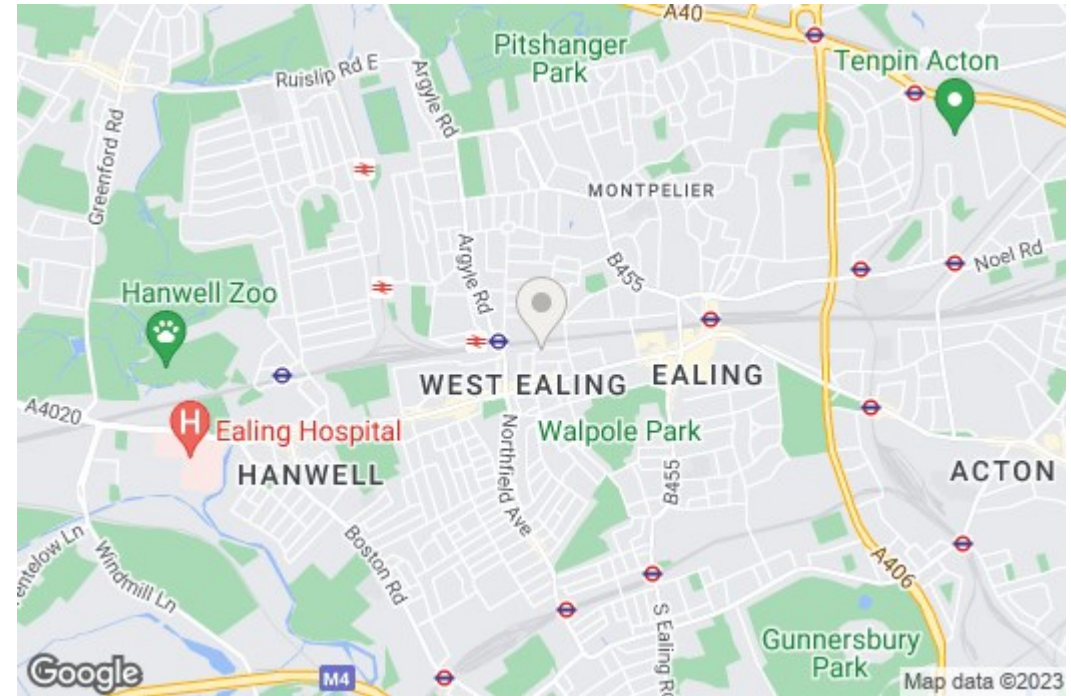 A40
Pitshanger
Park
Tenpin Acton
Ruislip Rd E
Argyle Rd
Greenford Rd
MONTPELIER
Argyle Rd
B455
Noel Rd
Hanwell Zoo
WEST EALING
EALING
A4020
H
Ealing Hospital
Walpole Park
HANWELL
Northfield Ave
B455
ACTON
Boston Rd
A406
Windmill Ln
entelow Ln
S Ealing Rd
Gunnersbury
Park
M4
Google
Map data ©2023